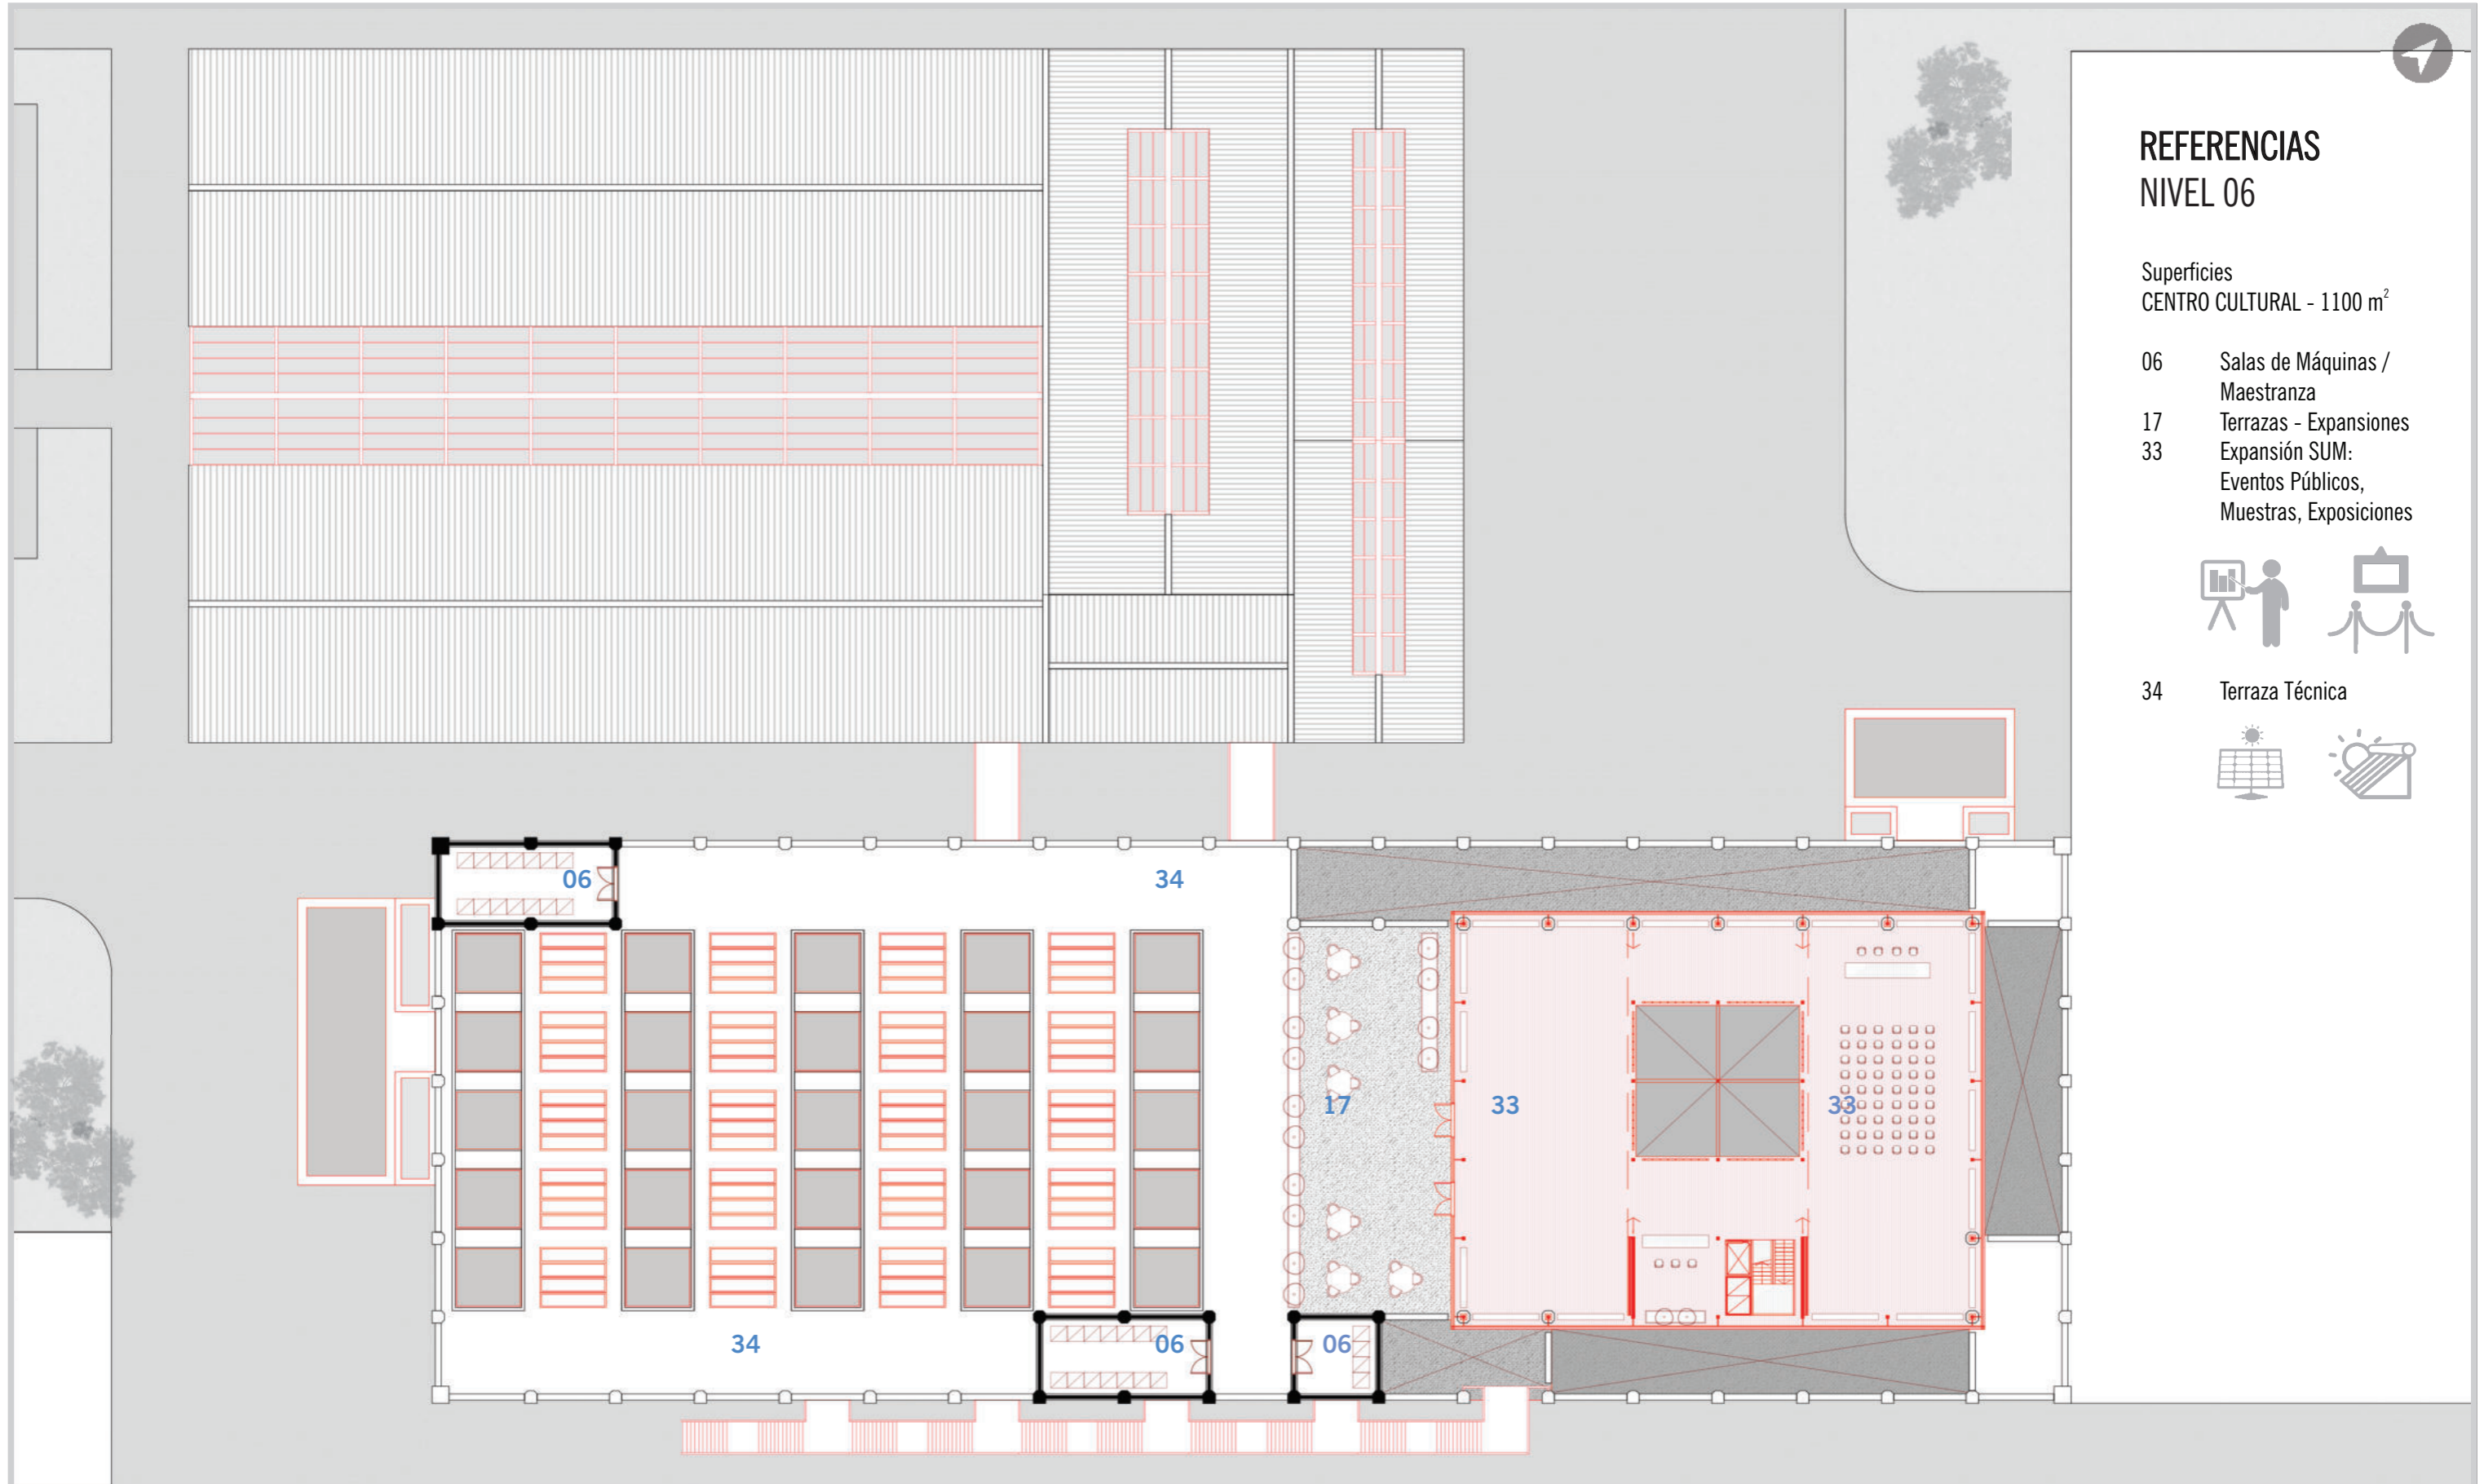 REFERENCIAS
NIVEL 06
Superficies
CENTRO CULTURAL - 1100 m²
06 Salas de Máquinas /
Maestranza
17 Terrazas - Expansiones
33 Expansión SUM:
Eventos Públicos,
Muestras, Exposiciones
34 Terraza Técnica
06
34
17
33
33
34
06
06